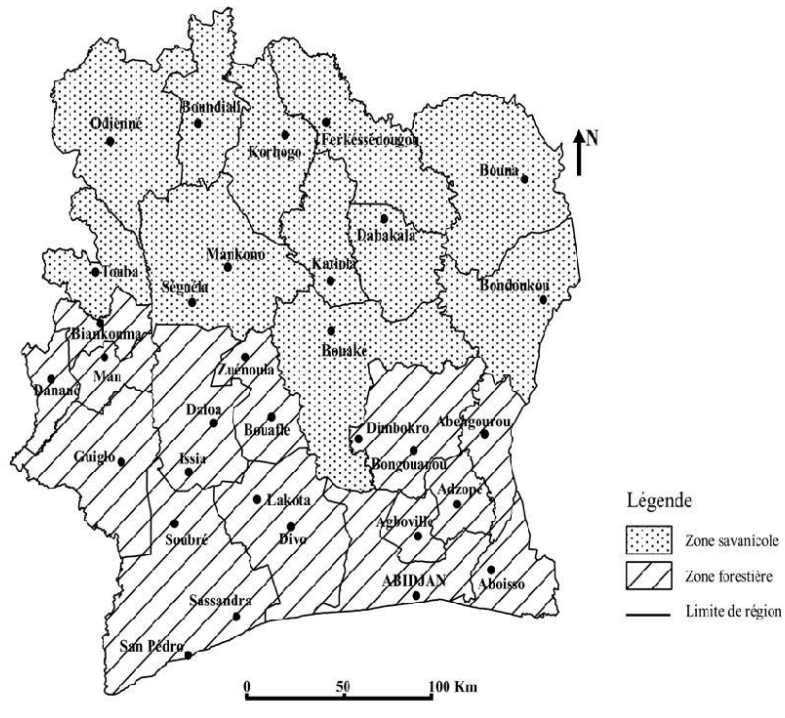 Odienné
Boundiali
Korhogo
Ferkéssédougou
Bouna
N
Dabakala
Touba
Mankono
Katiola
Séguéla
Bondoukou
Biankouma
Bouaké
Danané
Man
Zuénoula
Daloa
Bouaflé
Dimbokro
Abengourou
Guiglo
Issia
Bongouanou
Adzopé
Lakota
Agboville
Soubré
Divo
Sassandra
ABIDJAN
Aboisso
San Pédro
0 50 100 Km
Légende
Zone savanicole
Zone forestière
Limite de région